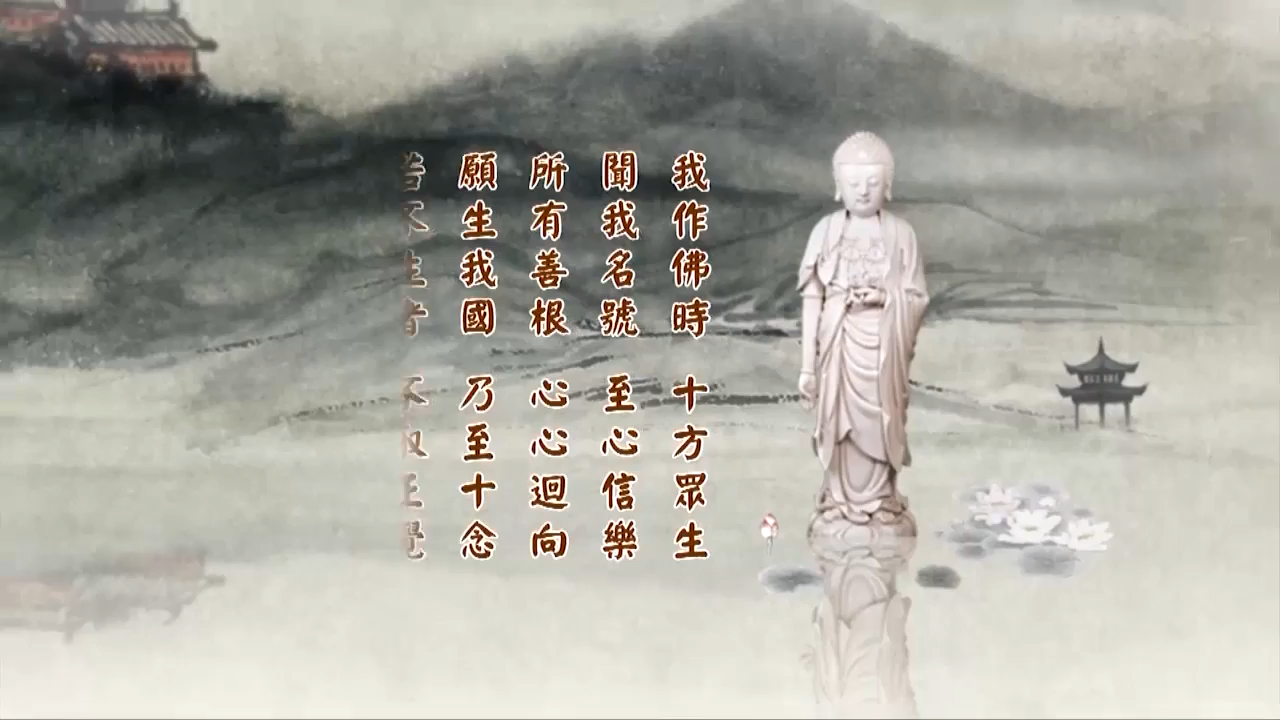 我作佛時 十方眾生
聞我名號 至心信樂
所有善根 心心迴向
願生我國 乃至十念
若不生者 不取正覺